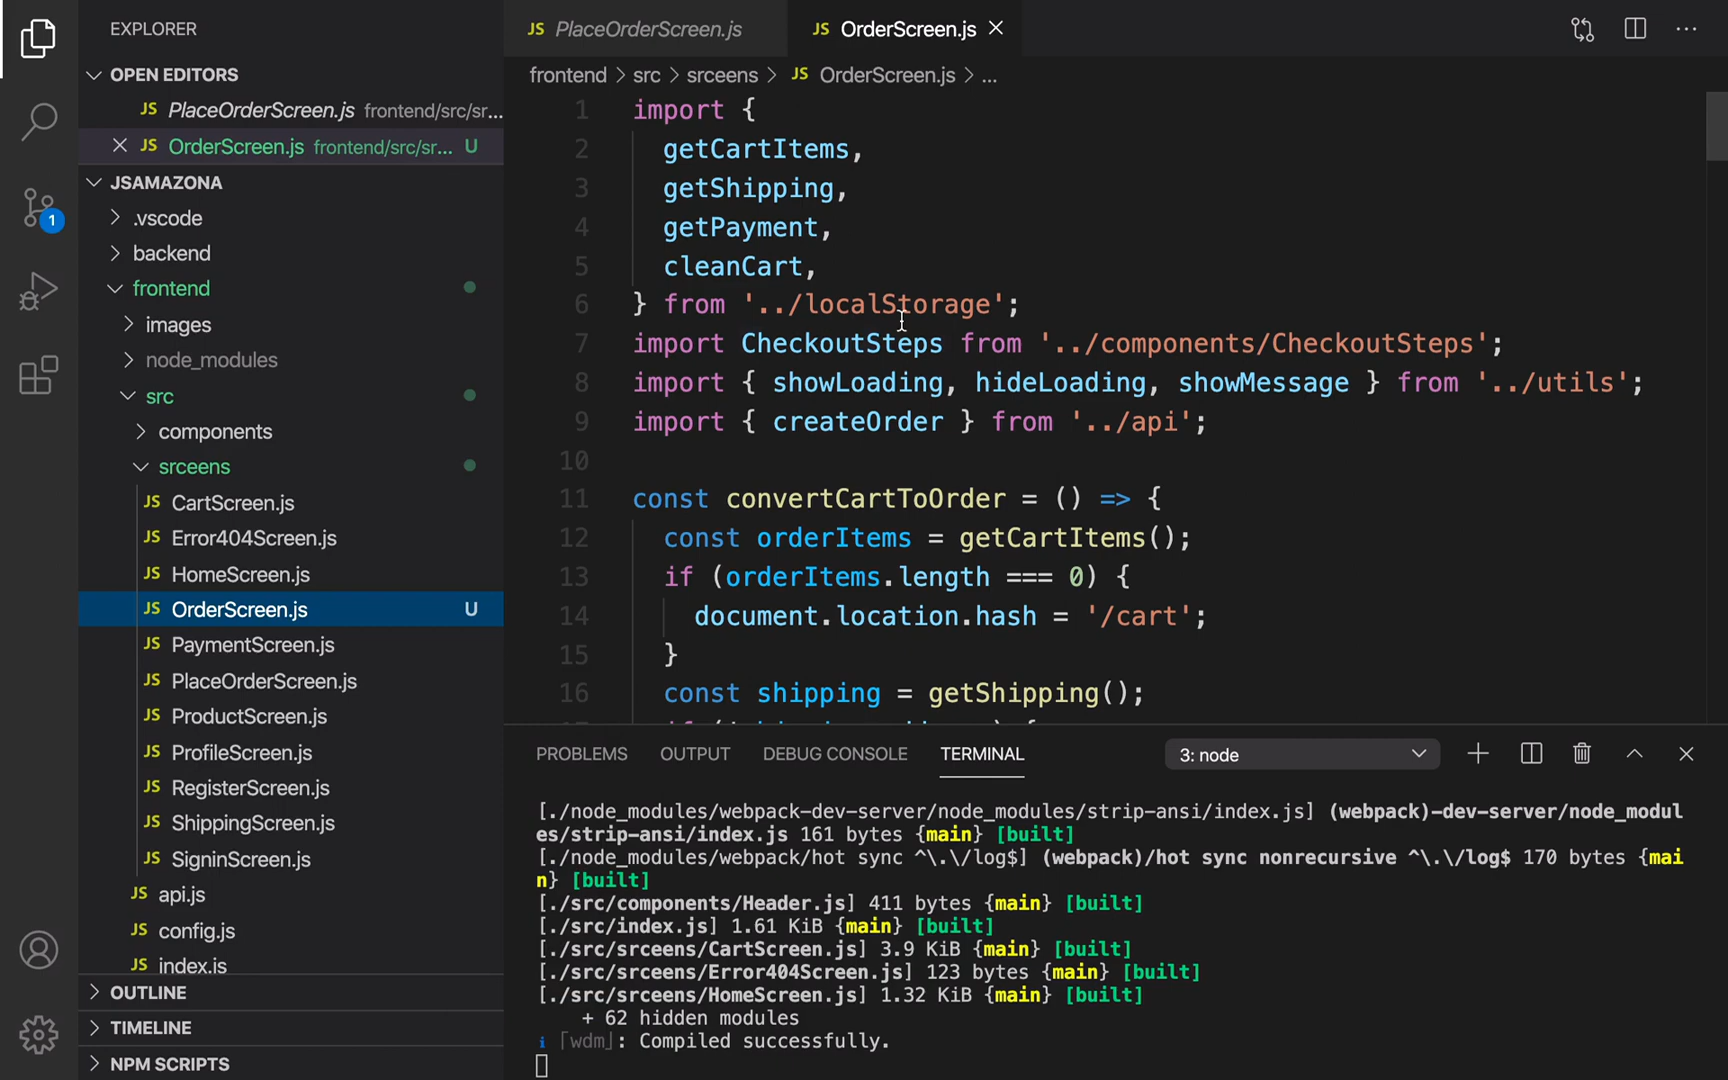 EXPLORER
OPEN EDITORS
JS PlaceOrderScreen.js frontend/src/sr...
JS OrderScreen.js frontend/src/sr... U
JSAMAZONA
.vscode
backend
frontend
images
node_modules
src
components
srceens
JS CartScreen.js
JS Error404Screen.js
JS HomeScreen.js
JS OrderScreen.js U
JS PaymentScreen.js
JS PlaceOrderScreen.js
JS ProductScreen.js
JS ProfileScreen.js
JS RegisterScreen.js
JS ShippingScreen.js
JS SigninScreen.js
JS api.js
JS config.js
JS index.js
OUTLINE
TIMELINE
NPM SCRIPTS
1
JS PlaceOrderScreen.js
JS OrderScreen.js
frontend > src > srceens > JS OrderScreen.js > ...
1 import {
2 getCartItems,
3 getShipping,
4 getPayment,
5 cleanCart,
6 } from '../localStorage';
7 import CheckoutSteps from '../components/CheckoutSteps';
8 import { showLoading, hideLoading, showMessage } from '../utils';
9 import { createOrder } from '../api';
10
11 const convertCartToOrder = () => {
12 const orderItems = getCartItems();
13 if (orderItems.length === 0) {
14 document.location.hash = '/cart';
15 }
16 const shipping = getShipping();
PROBLEMS OUTPUT DEBUG CONSOLE TERMINAL 3: node
[./node_modules/webpack-dev-server/node_modules/strip-ansi/index.js] (webpack)-dev-server/node_modul
es/strip-ansi/index.js 161 bytes {main} [built]
[./node_modules/webpack/hot sync ^\.\/log$] (webpack)/hot sync nonrecursive ^\.\/log$ 170 bytes {mai
n} [built]
[./src/components/Header.js] 411 bytes {main} [built]
[./src/index.js] 1.61 KiB {main} [built]
[./src/srceens/CartScreen.js] 3.9 KiB {main} [built]
[./src/srceens/Error404Screen.js] 123 bytes {main} [built]
[./src/srceens/HomeScreen.js] 1.32 KiB {main} [built]
+ 62 hidden modules
i ｢wdm｣: Compiled successfully.